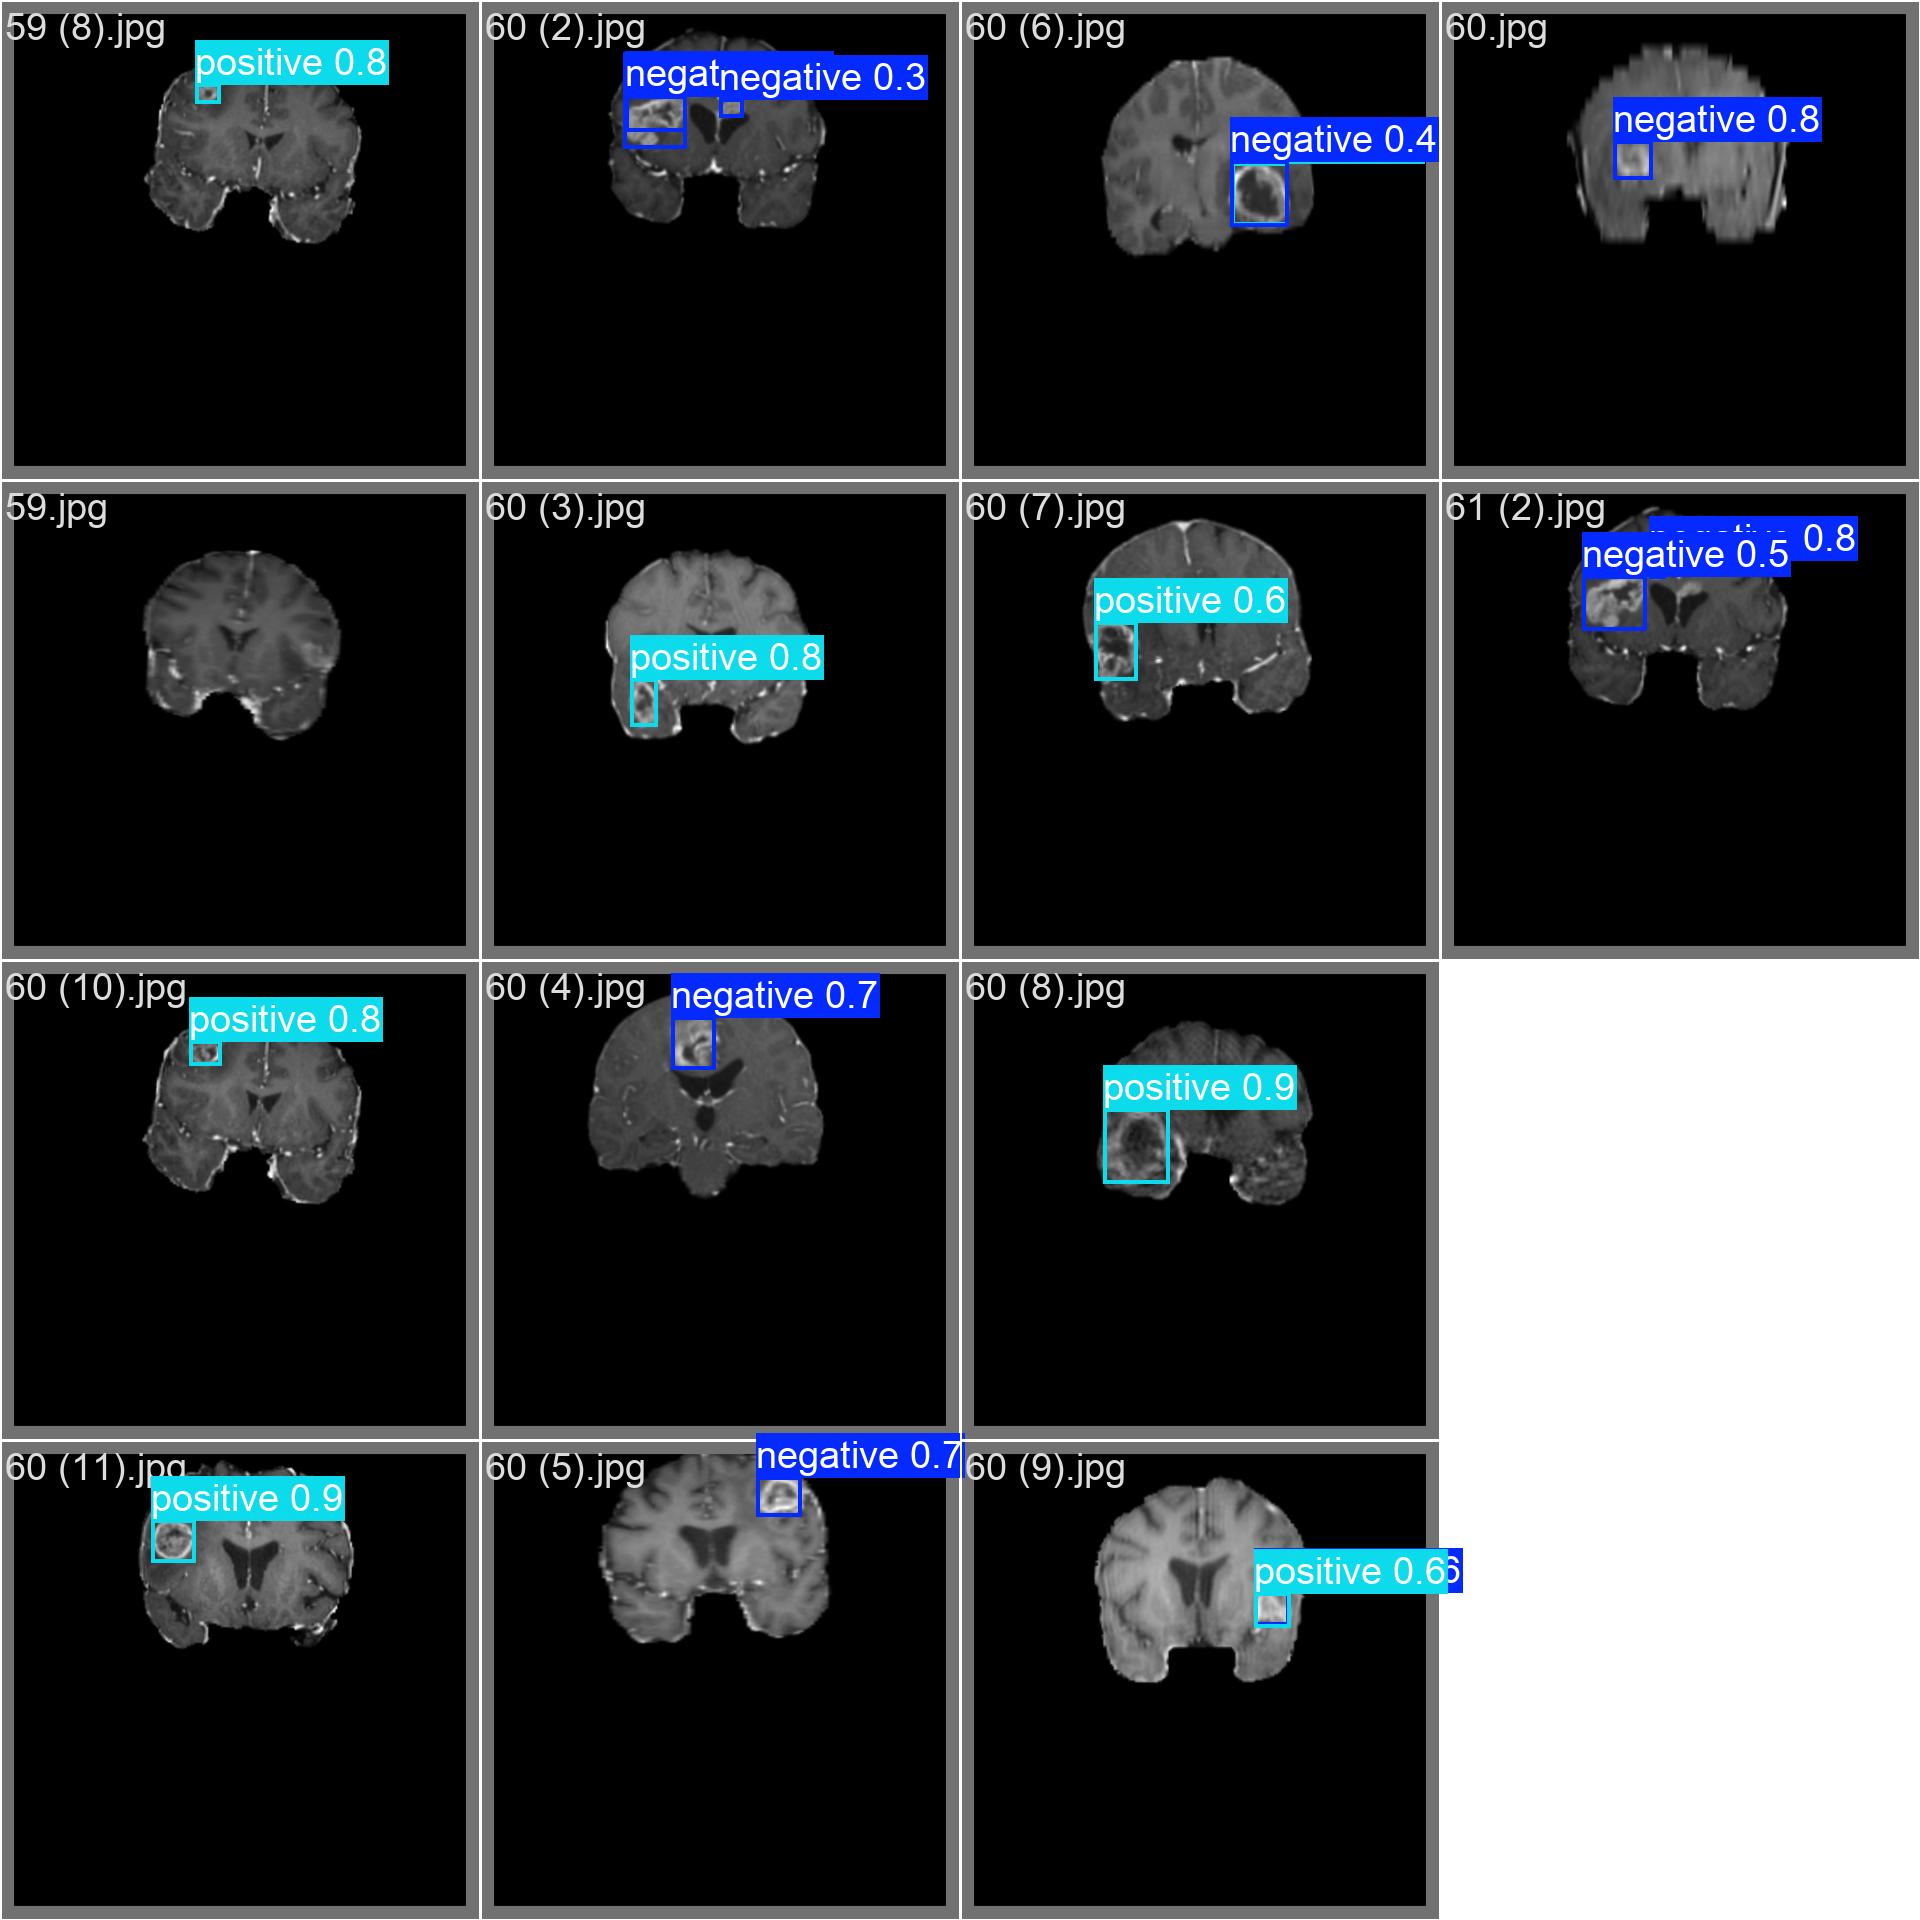 59 (8).jpg
positive 0.8
60 (2).jpg
negat
negative 0.3
60 (6).jpg
negative 0.4
60.jpg
negative 0.8
59.jpg
60 (3).jpg
positive 0.8
60 (7).jpg
positive 0.6
61 (2).jpg
0.8
negative 0.5
60 (10).jpg
positive 0.8
60 (4).jpg
negative 0.7
60 (8).jpg
positive 0.9
60 (11).jpg
positive 0.9
60 (5).jpg
negative 0.7
60 (9).jpg
positive 0.6
6